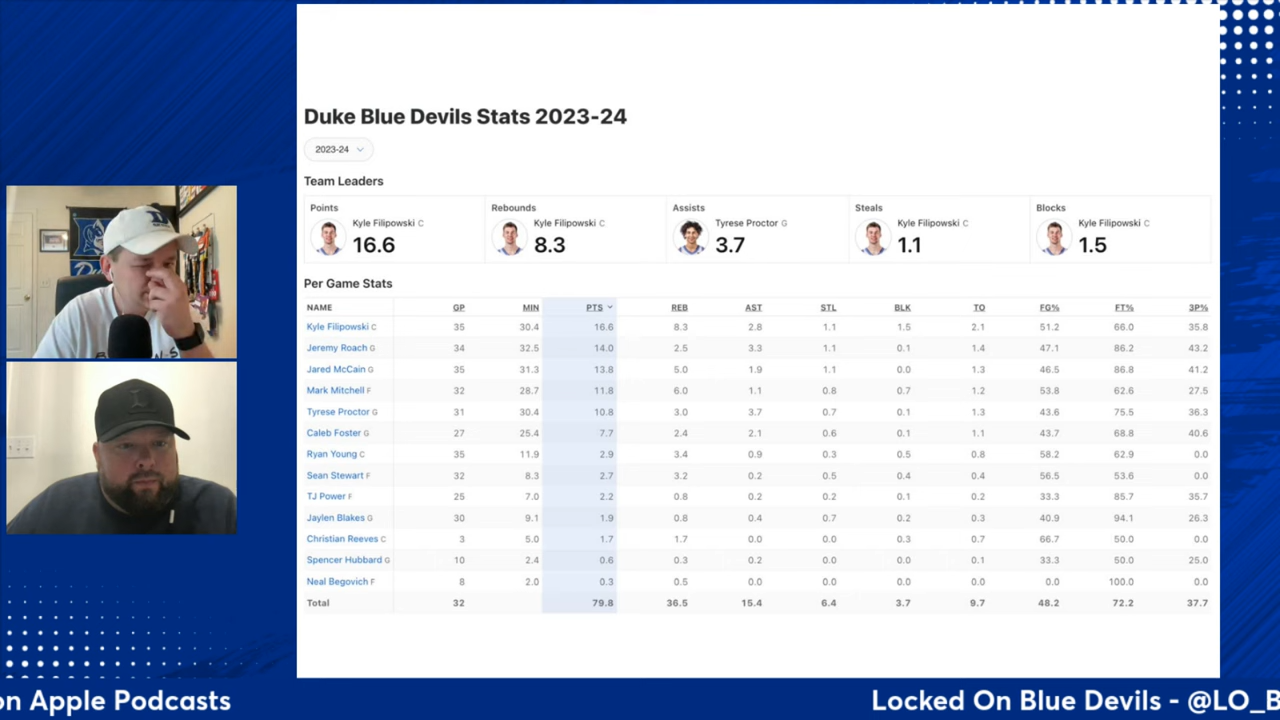 Duke Blue Devils Stats 2023-24
2023-24
Team Leaders
Points
Kyle Filipowski C
16.6
Rebounds
Kyle Filipowski C
8.3
Assists
Tyrese Proctor G
3.7
Steals
Kyle Filipowski C
1.1
Blocks
Kyle Filipowski C
1.5
Per Game Stats
NAME GP MIN PTS REB AST STL BLK TO FG% FT% 3P%
Kyle Filipowski C 35 30.4 16.6 8.3 2.8 1.1 1.5 2.1 51.2 66.0 35.8
Jeremy Roach G 34 32.5 14.0 2.5 3.3 1.1 0.1 1.4 47.1 86.2 43.2
Jared McCain G 35 31.3 13.8 5.0 1.9 1.1 0.0 1.3 46.5 86.8 41.2
Mark Mitchell F 32 28.7 11.8 6.0 1.1 0.8 0.7 1.2 53.8 62.6 27.5
Tyrese Proctor G 31 30.4 10.8 3.0 3.7 0.7 0.1 1.3 43.6 75.5 36.3
Caleb Foster G 27 25.4 7.7 2.4 2.1 0.6 0.1 1.1 43.7 68.8 40.6
Ryan Young C 35 11.9 2.9 3.4 0.9 0.3 0.5 0.8 58.2 62.9 0.0
Sean Stewart F 32 8.3 2.7 3.2 0.2 0.5 0.4 0.4 56.5 53.6 0.0
TJ Power F 25 7.0 2.2 0.8 0.2 0.2 0.1 0.2 33.3 85.7 35.7
Jaylen Blakes G 30 9.1 1.9 0.8 0.4 0.7 0.2 0.3 40.9 94.1 26.3
Christian Reeves C 3 5.0 1.7 1.7 0.0 0.0 0.3 0.7 66.7 50.0 0.0
Spencer Hubbard G 10 2.4 0.6 0.3 0.2 0.0 0.0 0.1 33.3 50.0 25.0
Neal Begovich F 8 2.0 0.3 0.5 0.0 0.0 0.0 0.0 0.0 100.0 0.0
Total 32 79.8 36.5 15.4 6.4 3.7 9.7 48.2 72.2 37.7
on Apple Podcasts
Locked On Blue Devils - @LO_B